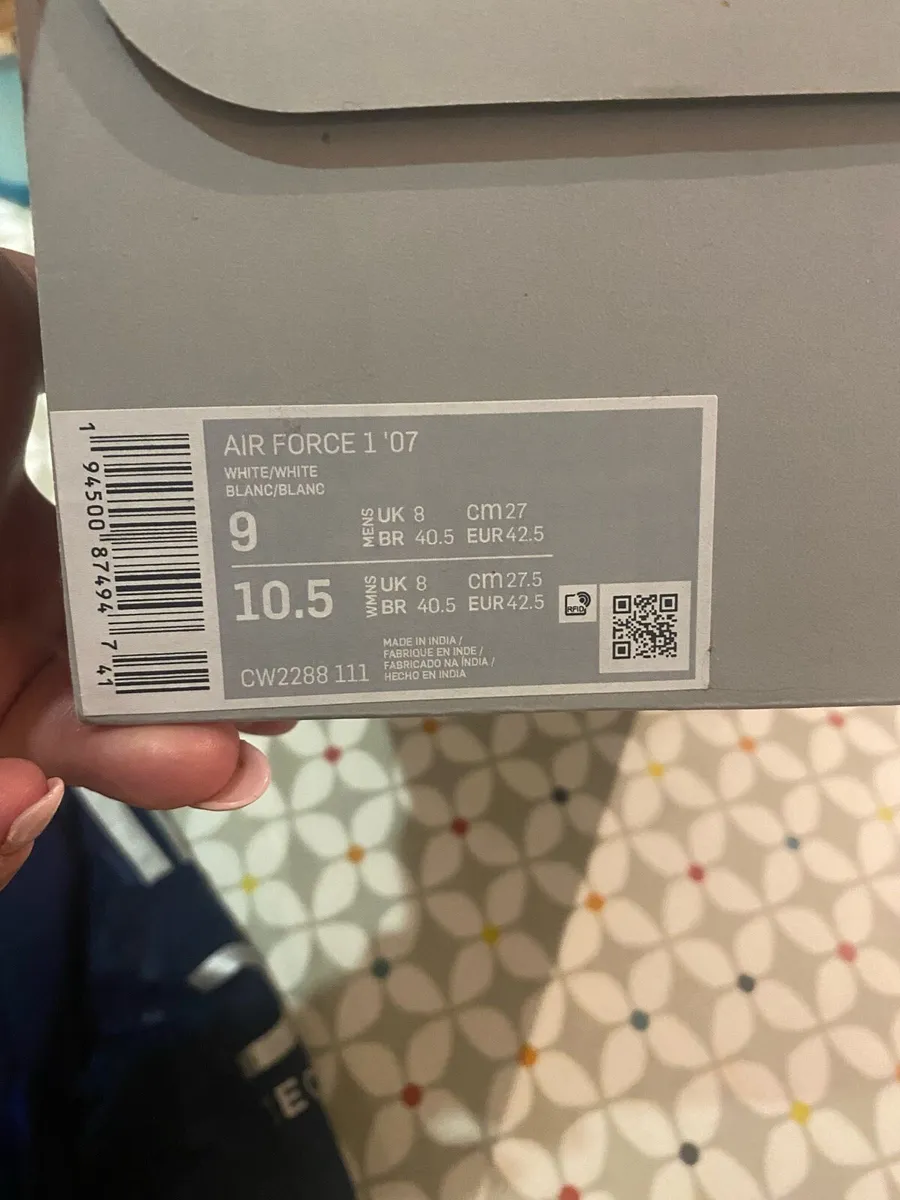 AIR FORCE 1 '07
WHITE/WHITE
BLANC/BLANC
9
MENS
UK 8 cm 27
BR 40.5 EUR 42.5
10.5
WMNS
UK 8 cm 27.5
BR 40.5 EUR 42.5
RFID
CW2288 111
MADE IN INDIA /
FABRIQUE EN INDE /
FABRICADO NA ÍNDIA /
HECHO EN INDIA
1 94500 87494 7 41